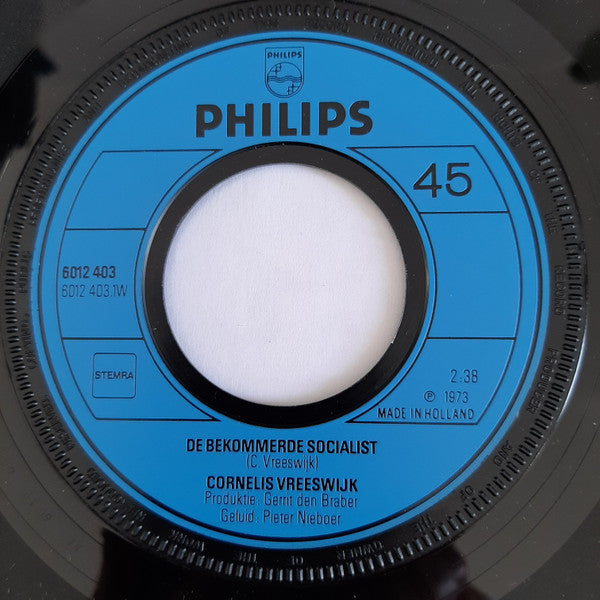 PHILIPS
PHILIPS
45
6012 403
6012 403.1W
STEMRA
2:38
℗ 1973
MADE IN HOLLAND
DE BEKOMMERDE SOCIALIST
(C. Vreeswijk)
CORNELIS VREESWIJK
Produktie: Gerrit den Braber
Geluid: Pieter Nieboer